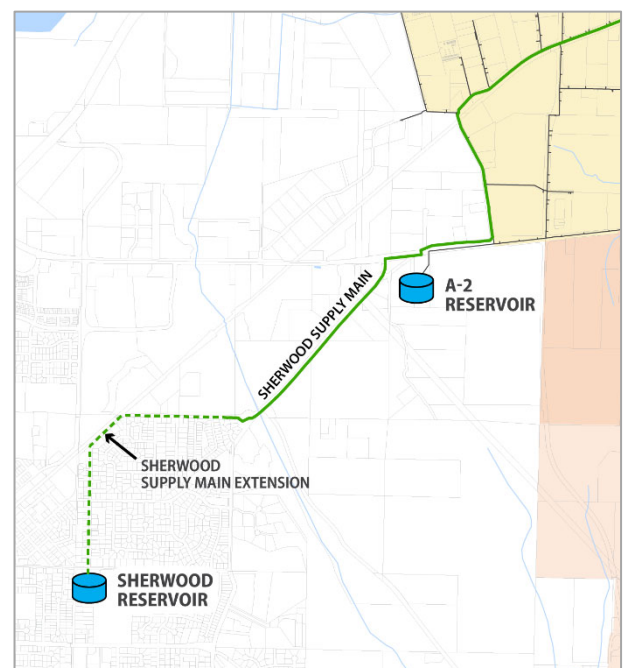 A-2
RESERVOIR
SHERWOOD SUPPLY MAIN
SHERWOOD
SUPPLY MAIN EXTENSION
SHERWOOD
RESERVOIR